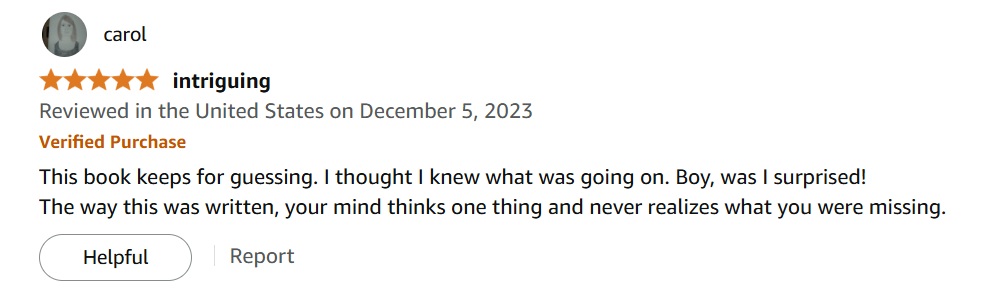 carol
intriguing
Reviewed in the United States on December 5, 2023
Verified Purchase
This book keeps for guessing. I thought I knew what was going on. Boy, was I surprised!
The way this was written, your mind thinks one thing and never realizes what you were missing.
Helpful
Report